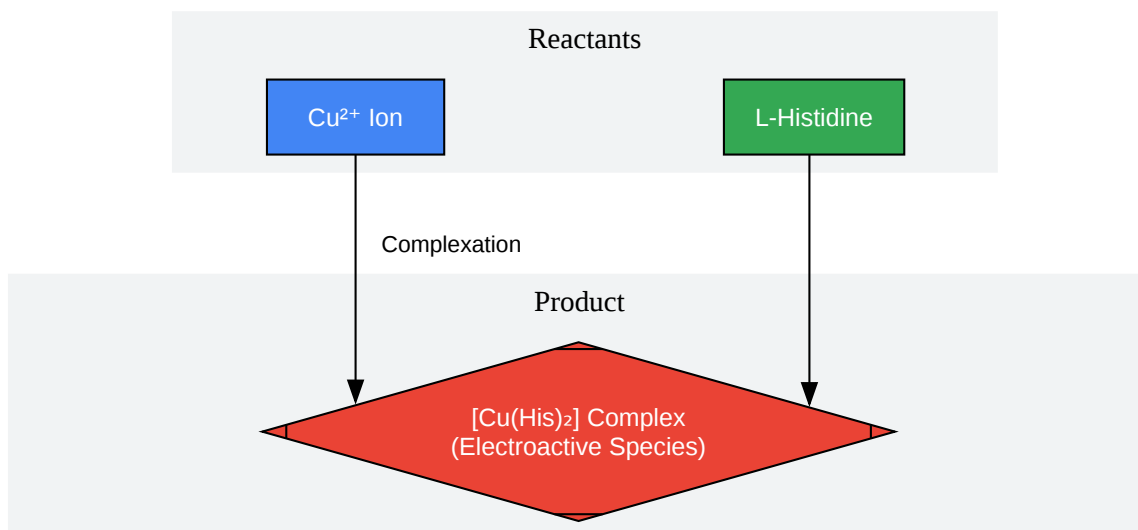 Reactants
Cu²⁺ Ion
L-Histidine
Complexation
Product
[Cu(His)₂] Complex
(Electroactive Species)